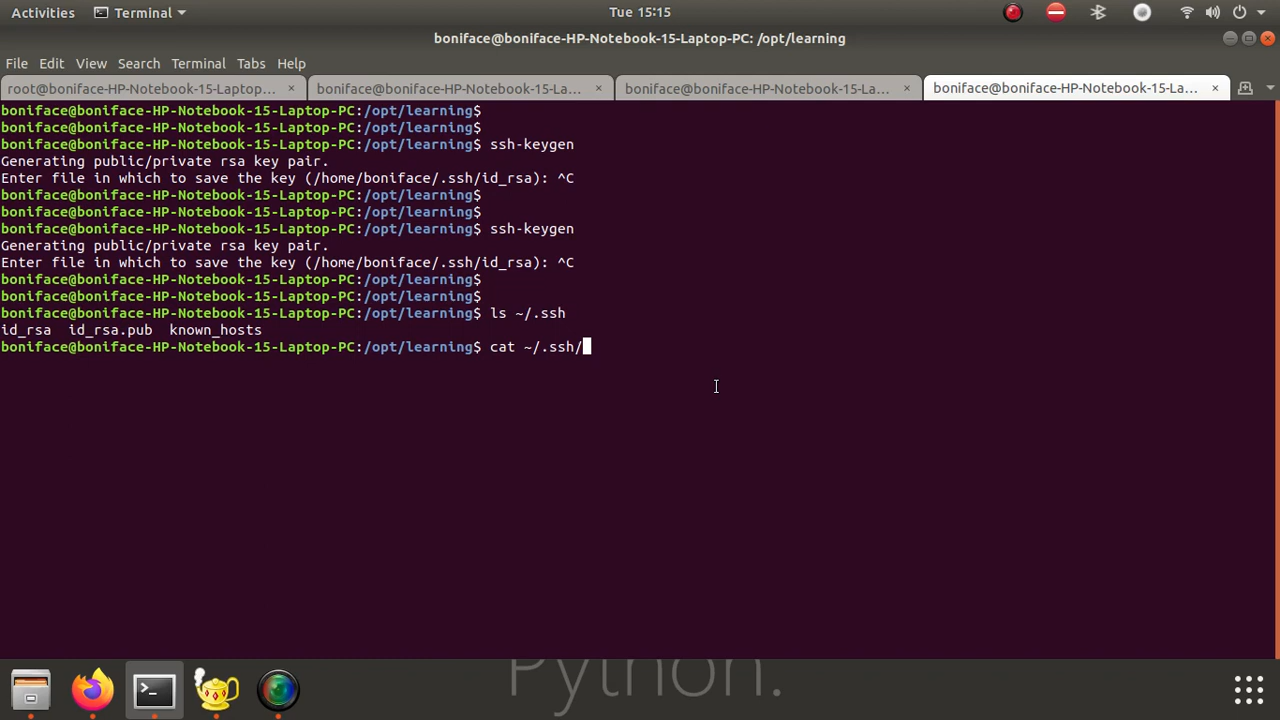 Activities
Terminal
Tue 15:15
boniface@boniface-HP-Notebook-15-Laptop-PC: /opt/learning
File Edit View Search Terminal Tabs Help
root@boniface-HP-Notebook-15-Laptop... × boniface@boniface-HP-Notebook-15-La... × boniface@boniface-HP-Notebook-15-La... × boniface@boniface-HP-Notebook-15-La... ×
boniface@boniface-HP-Notebook-15-Laptop-PC:/opt/learning$
boniface@boniface-HP-Notebook-15-Laptop-PC:/opt/learning$
boniface@boniface-HP-Notebook-15-Laptop-PC:/opt/learning$ ssh-keygen
Generating public/private rsa key pair.
Enter file in which to save the key (/home/boniface/.ssh/id_rsa): ^C
boniface@boniface-HP-Notebook-15-Laptop-PC:/opt/learning$
boniface@boniface-HP-Notebook-15-Laptop-PC:/opt/learning$
boniface@boniface-HP-Notebook-15-Laptop-PC:/opt/learning$ ssh-keygen
Generating public/private rsa key pair.
Enter file in which to save the key (/home/boniface/.ssh/id_rsa): ^C
boniface@boniface-HP-Notebook-15-Laptop-PC:/opt/learning$
boniface@boniface-HP-Notebook-15-Laptop-PC:/opt/learning$
boniface@boniface-HP-Notebook-15-Laptop-PC:/opt/learning$ ls ~/.ssh
id_rsa  id_rsa.pub  known_hosts
boniface@boniface-HP-Notebook-15-Laptop-PC:/opt/learning$ cat ~/.ssh/
Python.